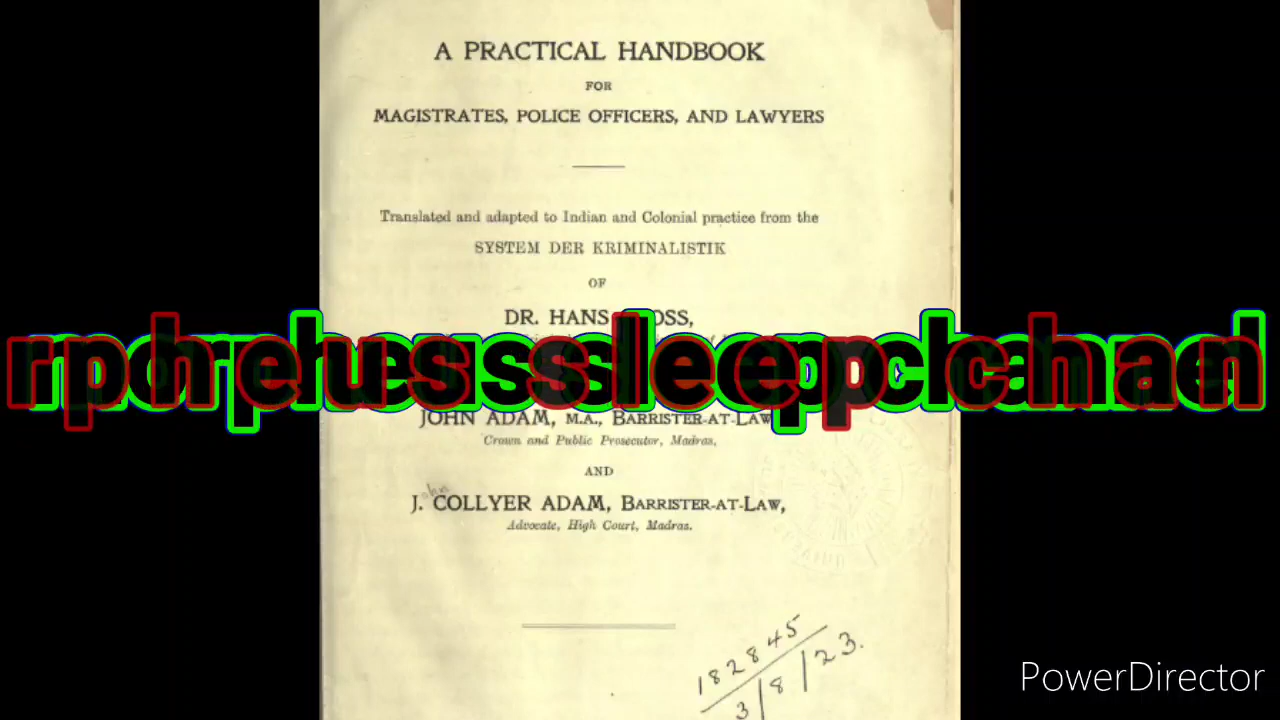 A PRACTICAL HANDBOOK
FOR
MAGISTRATES, POLICE OFFICERS, AND LAWYERS
Translated and adapted to Indian and Colonial practice from the
SYSTEM DER KRIMINALISTIK
OF
DR. HANS
JOHN ADAM, M.A., BARRISTER-AT-LAW
Crown and Public Prosecutor, Madras,
AND
J. COLLYER ADAM, BARRISTER-AT-LAW,
Advocate, High Court, Madras.
182845
3/8/23.
PowerDirector